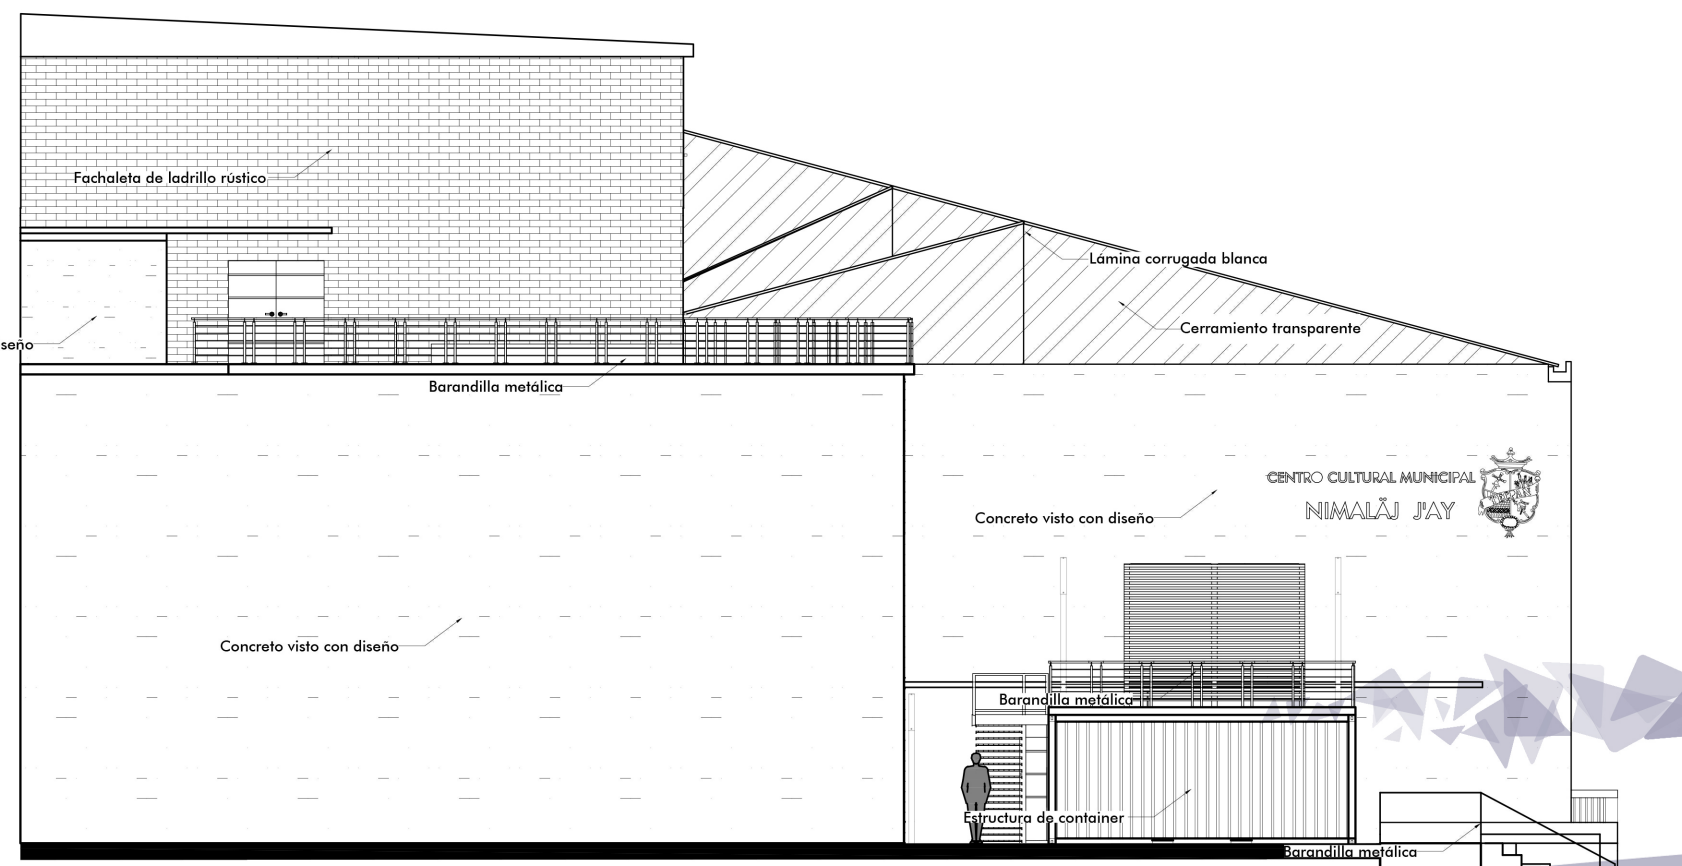 Fachaleta de ladrillo rústico
Lámina corrugada blanca
Cerramiento transparente
seño
Barandilla metálica
CENTRO CULTURAL MUNICIPAL
NIMALÄJ J'AY
Concreto visto con diseño
Concreto visto con diseño
Barandilla metálica
Estructura de container
Barandilla metálica